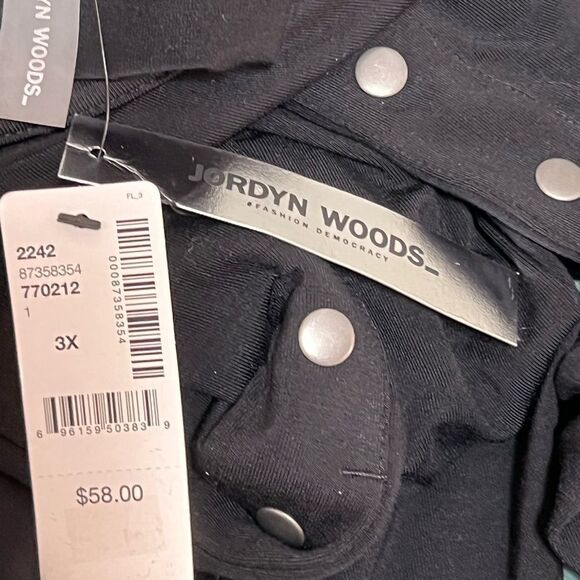 YN WOODS_
JORDYN WOODS_
#FASHION DEMOCRACY
FL_3
2242
87358354
770212
1
3X
00087358354
6 96159 50383 9
$58.00